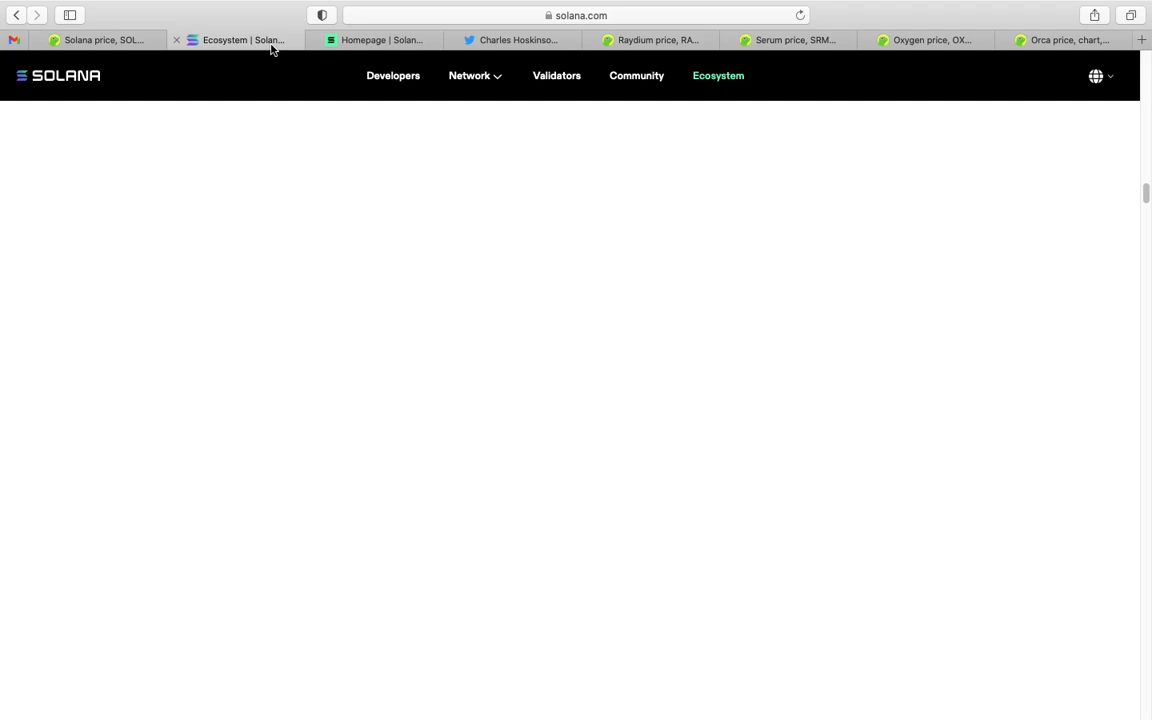 solana.com
Solana price, SOL... Ecosystem | Solan... Homepage | Solan... Charles Hoskinso... Raydium price, RA... Serum price, SRM... Oxygen price, OX... Orca price, chart,...
SOLANA Developers Network Validators Community Ecosystem